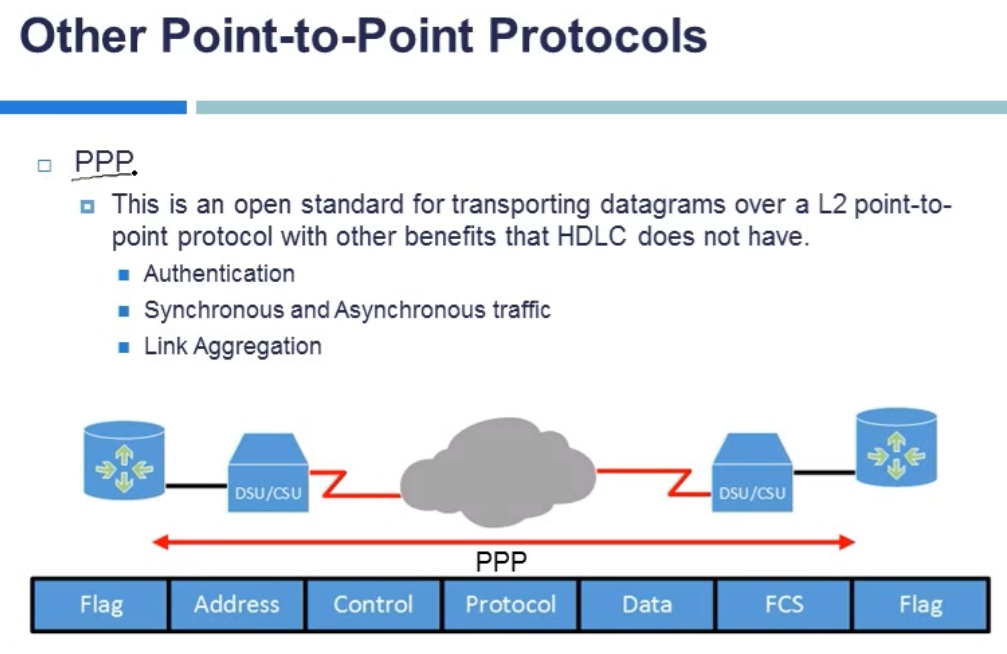 Other Point-to-Point Protocols
PPP.
This is an open standard for transporting datagrams over a L2 point-to-
point protocol with other benefits that HDLC does not have.
Authentication
Synchronous and Asynchronous traffic
Link Aggregation
DSU/CSU
DSU/CSU
PPP
Flag Address Control Protocol Data FCS Flag